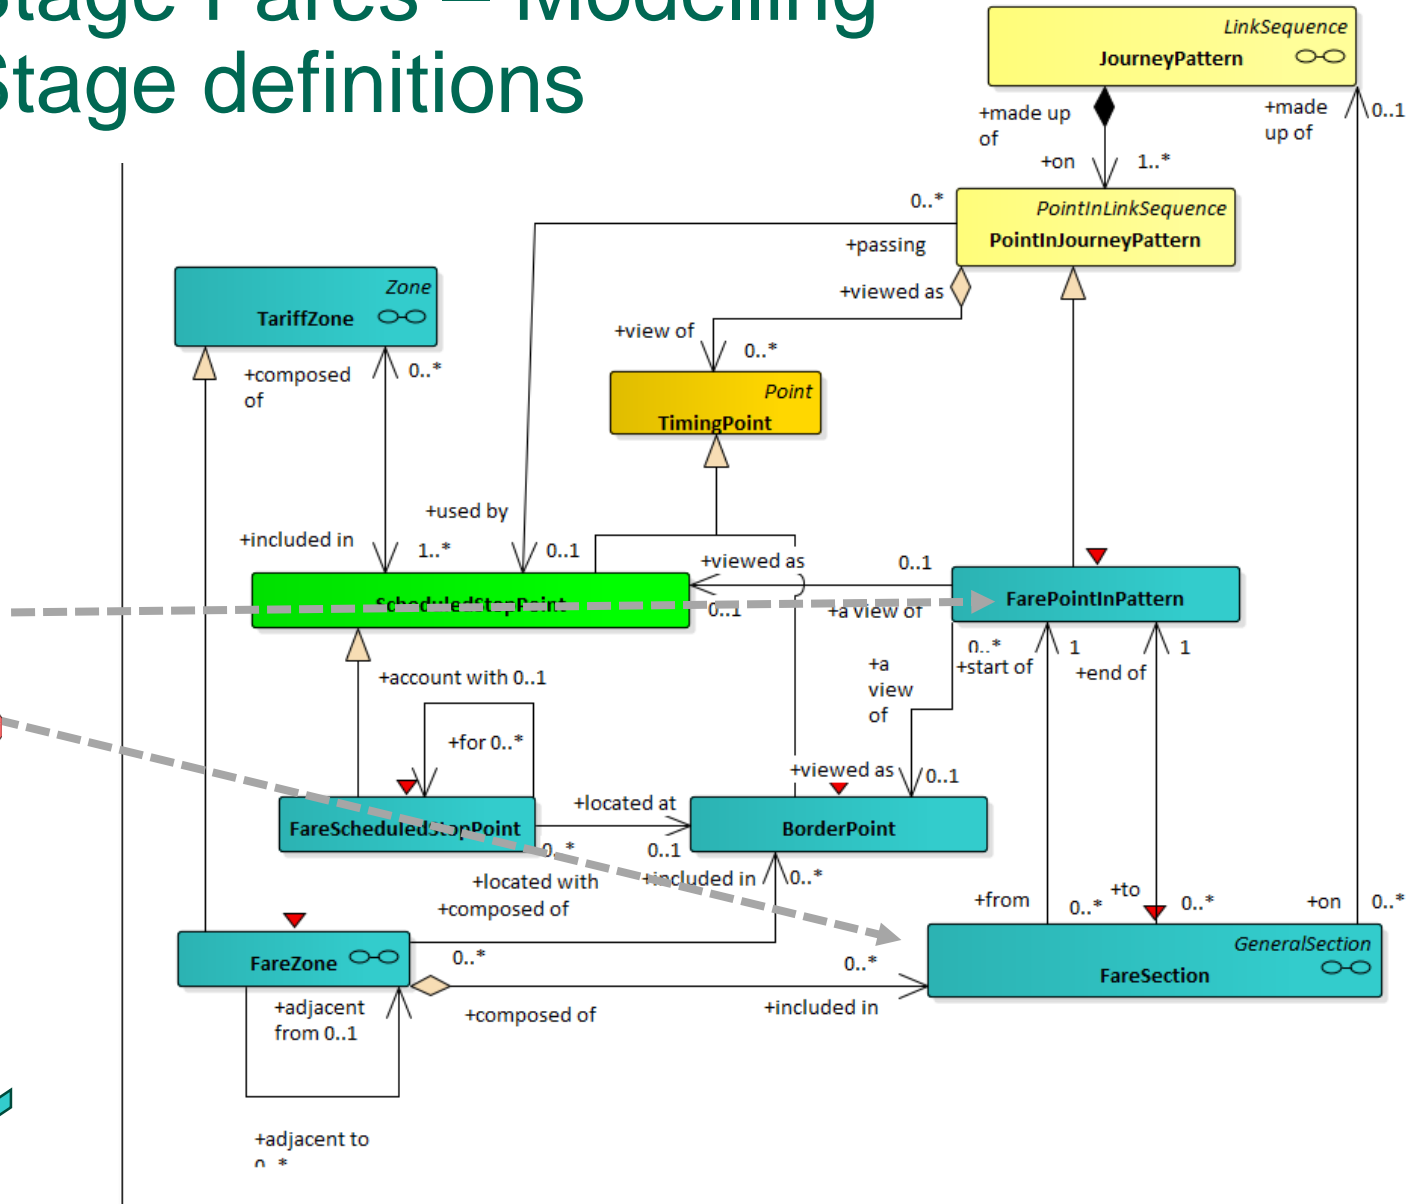 Stage Fares – Modelling
Stage definitions
LinkSequence
JourneyPattern
+made up
of
+made
up of
0..1
+on
1..*
0..*
PointInLinkSequence
PointInJourneyPattern
+passing
Zone
TariffZone
+viewed as
+view of
0..*
+composed
of
0..*
Point
TimingPoint
+used by
+included in
1..*
0..1
+viewed as
0..1
ScheduledStopPoint
0..1
+a view of
FarePointInPattern
0..*
+start of
1
+end of
1
+a
view
of
+account with 0..1
+for 0..*
+viewed as
0..1
+located at
FareScheduledStopPoint
BorderPoint
0..*
0..1
+located with
+included in
0..*
+composed of
+from
0..*
+to
0..*
+on
0..*
FareZone
0..*
0..*
GeneralSection
FareSection
+adjacent
from 0..1
+composed of
+included in
+adjacent to
0..*